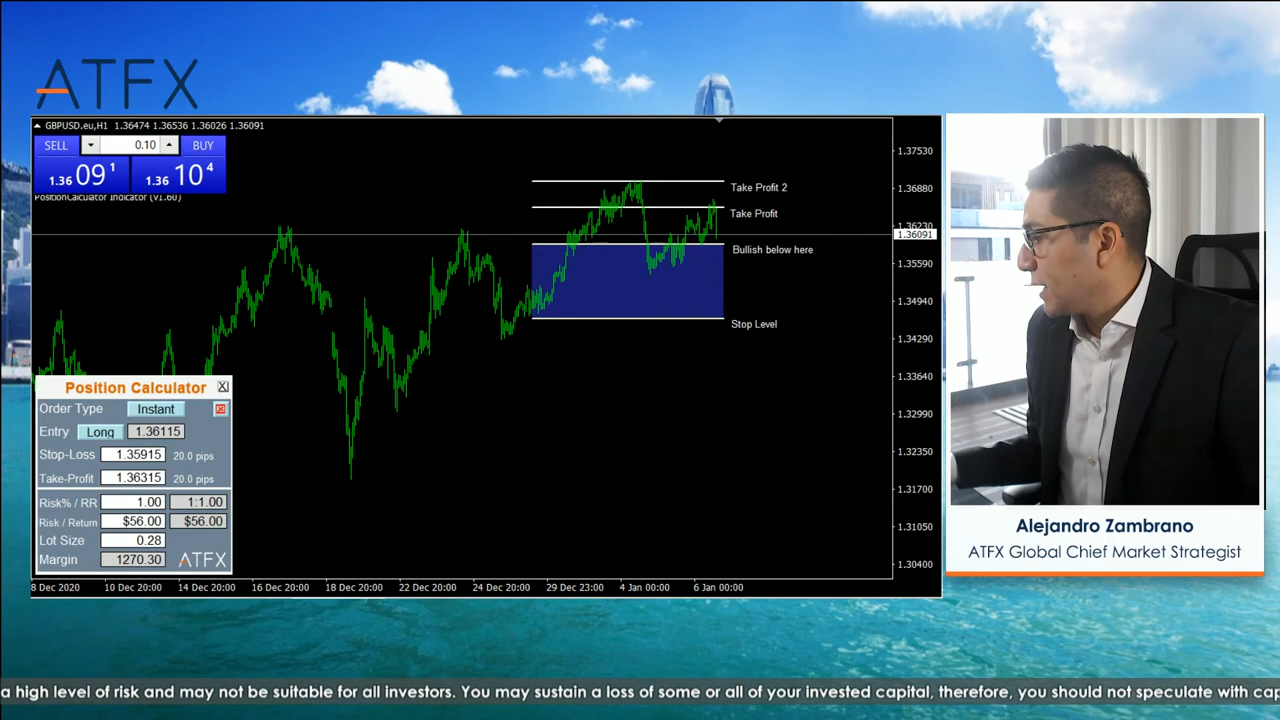 ATFX
GBPUSD.eu,H1 1.36474 1.36536 1.36026 1.36091
SELL 0.10 BUY
1.36 09 1 1.36 10 4
PositionCalculator Indicator (v1.60)
Take Profit 2
Take Profit
Bullish below here
Stop Level
1.37530
1.36880
1.36230
1.36091
1.35590
1.34940
1.34290
1.33640
1.32990
1.32350
1.31700
1.31050
1.30400
Position Calculator X
Order Type Instant
Entry Long 1.36115
Stop-Loss 1.35915 20.0 pips
Take-Profit 1.36315 20.0 pips
Risk% / RR 1.00 1:1.00
Risk / Return $56.00 $56.00
Lot Size 0.28
Margin 1270.30 ATFX
8 Dec 2020 10 Dec 20:00 14 Dec 20:00 16 Dec 20:00 18 Dec 20:00 22 Dec 20:00 24 Dec 20:00 29 Dec 23:00 4 Jan 00:00 6 Jan 00:00
Alejandro Zambrano
ATFX Global Chief Market Strategist
a high level of risk and may not be suitable for all investors. You may sustain a loss of some or all of your invested capital, therefore, you should not speculate with cap